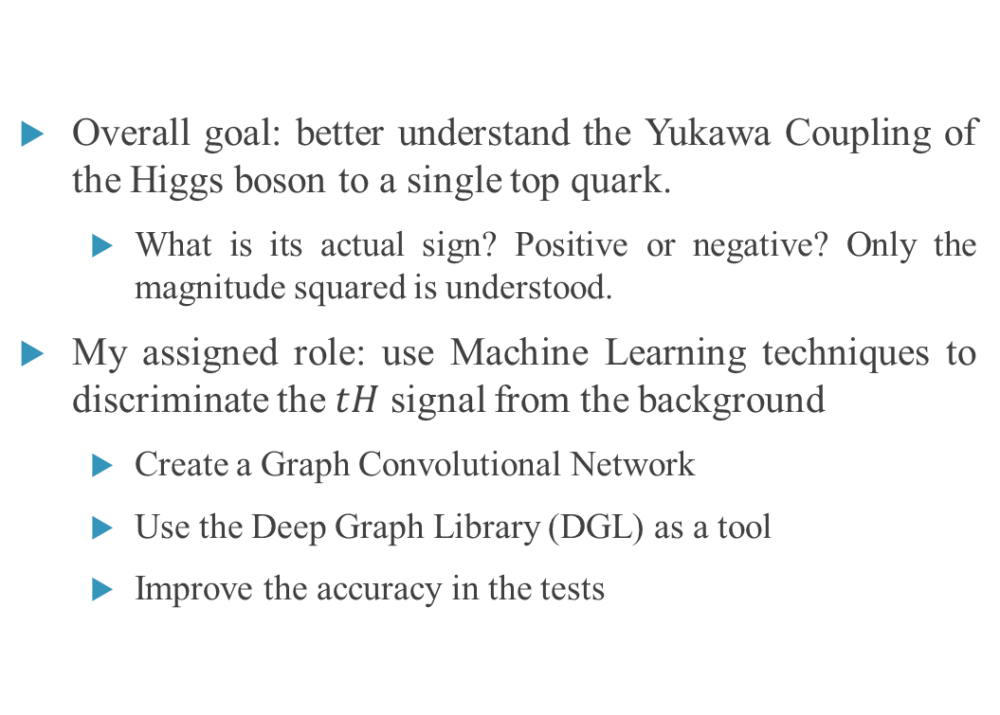 Overall goal: better understand the Yukawa Coupling of
the Higgs boson to a single top quark.
What is its actual sign? Positive or negative? Only the
magnitude squared is understood.
My assigned role: use Machine Learning techniques to
discriminate the 𝑡𝐻 signal from the background
Create a Graph Convolutional Network
Use the Deep Graph Library (DGL) as a tool
Improve the accuracy in the tests